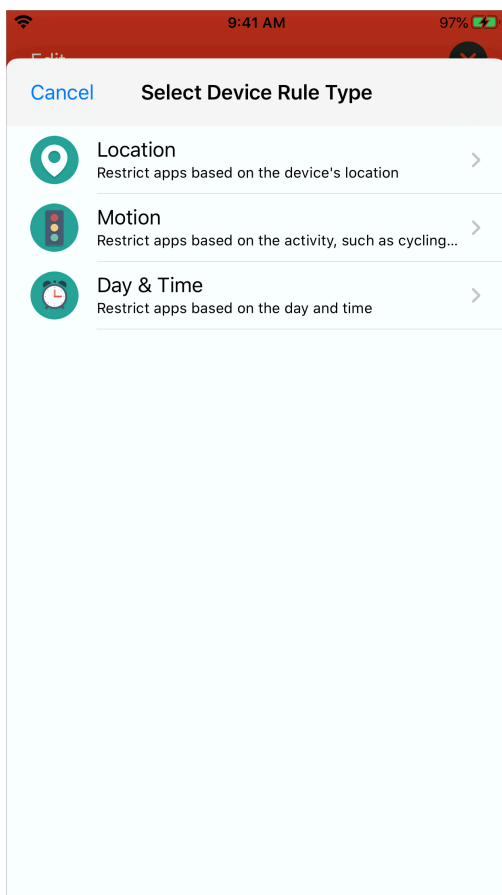 9:41 AM
97%
Edit
Cancel
Select Device Rule Type
Location
Restrict apps based on the device's location
Motion
Restrict apps based on the activity, such as cycling...
Day & Time
Restrict apps based on the day and time